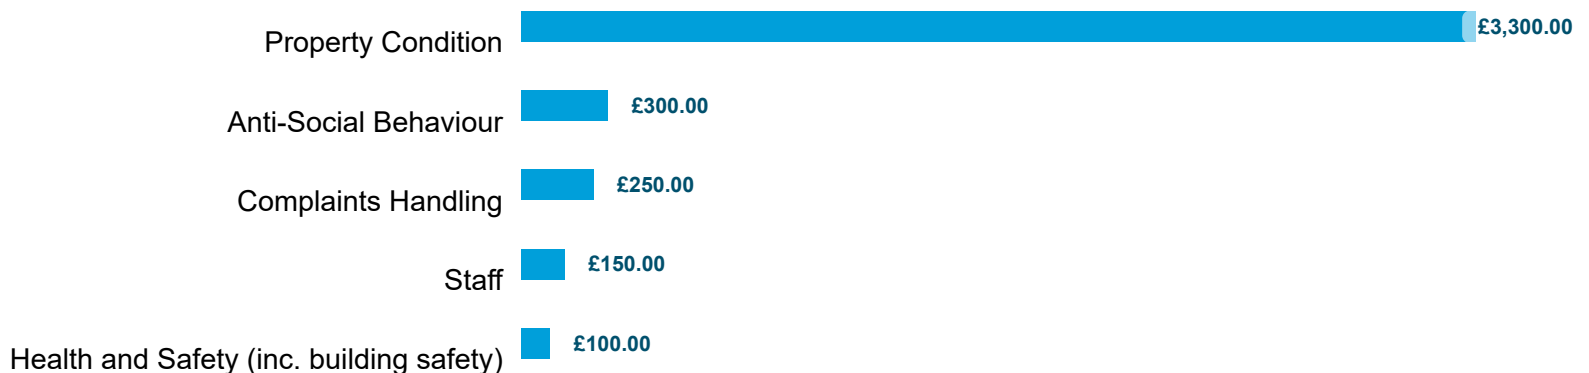 Property Condition £3,300.00
Anti-Social Behaviour £300.00
Complaints Handling £250.00
Staff £150.00
Health and Safety (inc. building safety) £100.00